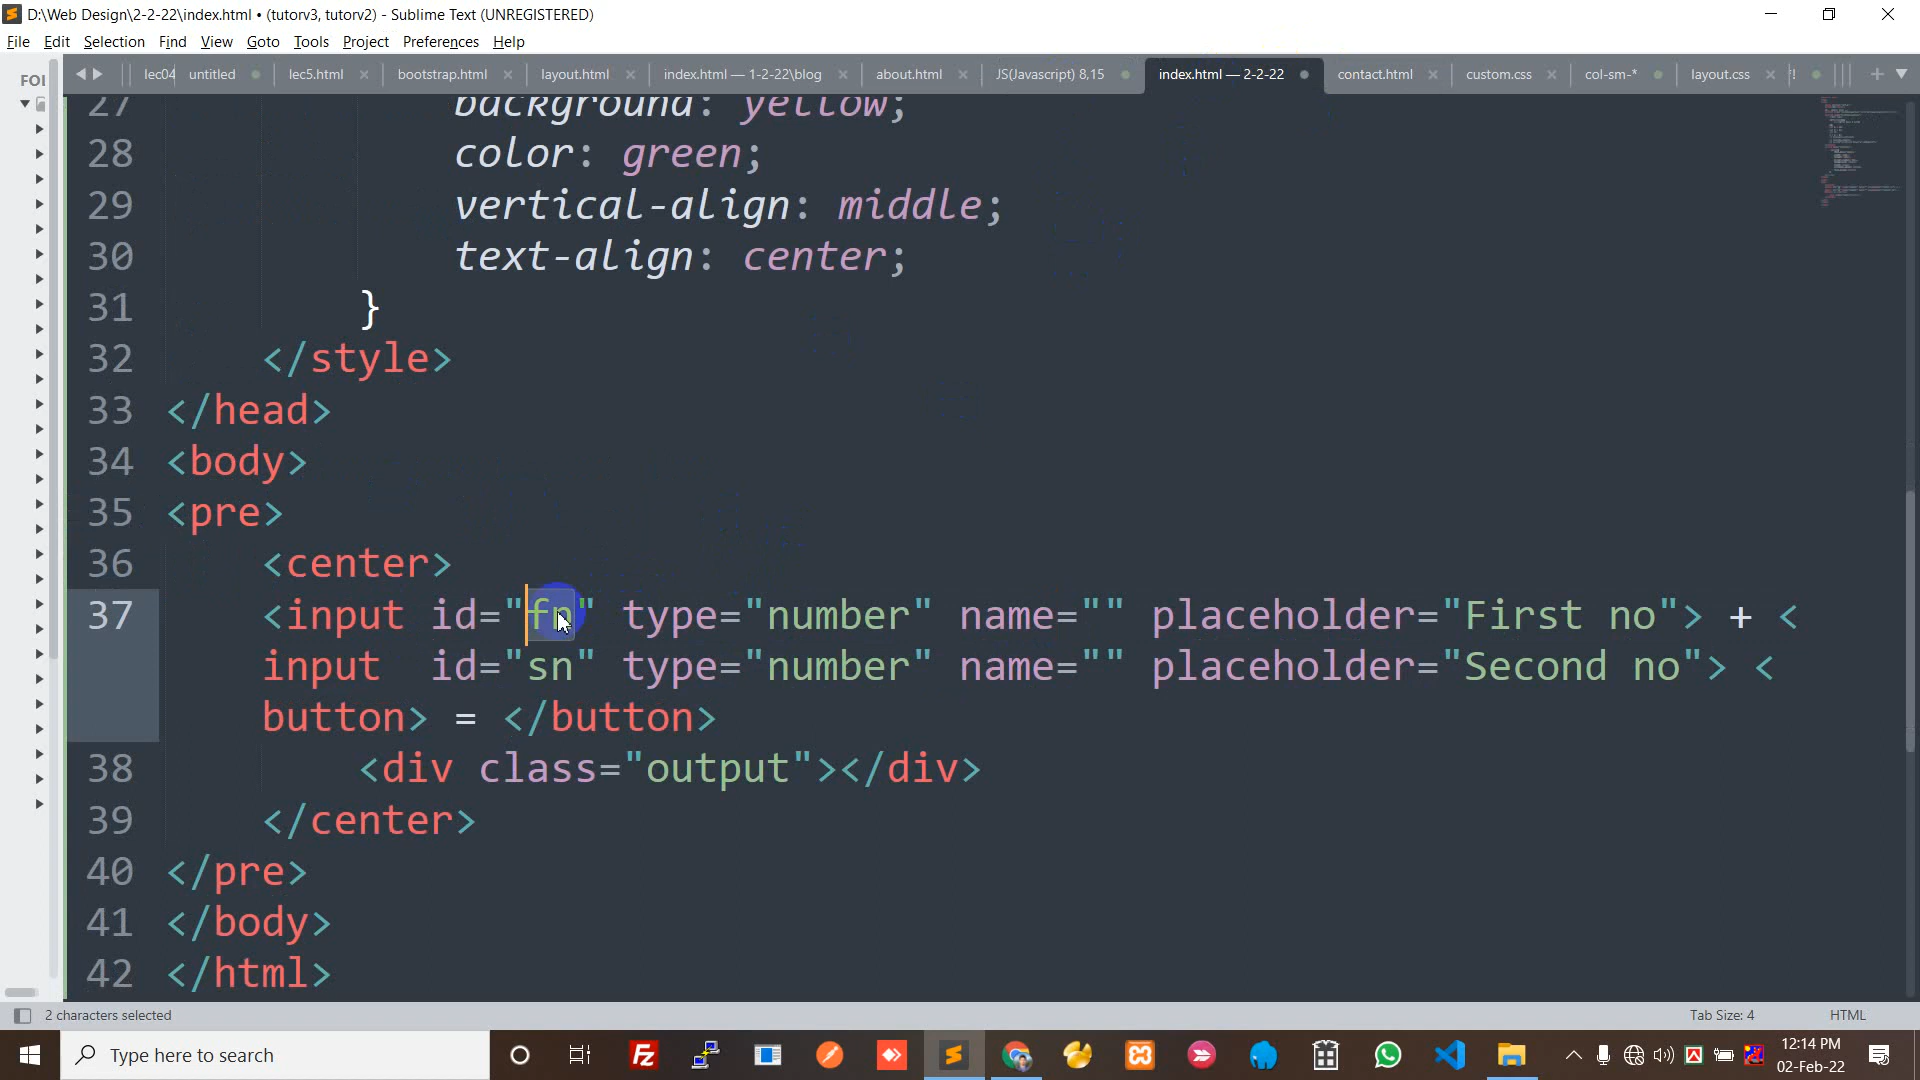 D:\Web Design\2-2-22\index.html • (tutorv3, tutorv2) - Sublime Text (UNREGISTERED)
File Edit Selection Find View Goto Tools Project Preferences Help
FOI
lec04 untitled lec5.html bootstrap.html layout.html index.html — 1-2-22\blog about.html JS(Javascript) 8,15 index.html — 2-2-22 contact.html custom.css col-sm-* layout.css
27 background: yellow;
28 color: green;
29 vertical-align: middle;
30 text-align: center;
31 }
32 </style>
33 </head>
34 <body>
35 <pre>
36 <center>
37 <input id="fn" type="number" name="" placeholder="First no"> + <
input id="sn" type="number" name="" placeholder="Second no"> <
button> = </button>
38 <div class="output"></div>
39 </center>
40 </pre>
41 </body>
42 </html>
2 characters selected Tab Size: 4 HTML
Type here to search
12:14 PM
02-Feb-22